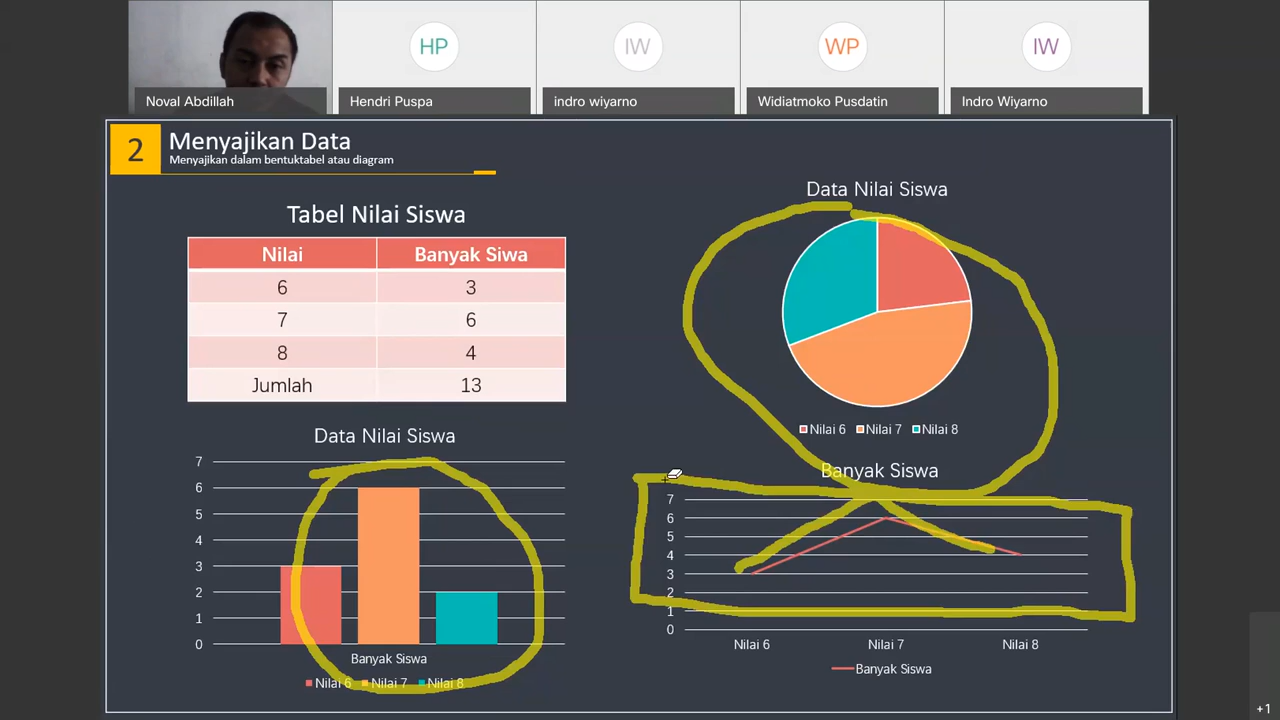 HP
IW
WP
IW
Noval Abdillah
Hendri Puspa
indro wiyarno
Widiatmoko Pusdatin
Indro Wiyarno
2
Menyajikan Data
Menyajikan dalam bentuktabel atau diagram
Tabel Nilai Siswa
Nilai Banyak Siwa
6 3
7 6
8 4
Jumlah 13
Data Nilai Siswa
Nilai 6 Nilai 7 Nilai 8
Data Nilai Siswa
7
6
5
4
3
2
1
0
Banyak Siswa
Nilai 6 Nilai 7 Nilai 8
Banyak Siswa
7
6
5
4
3
2
1
0
Nilai 6 Nilai 7 Nilai 8
Banyak Siswa
+1